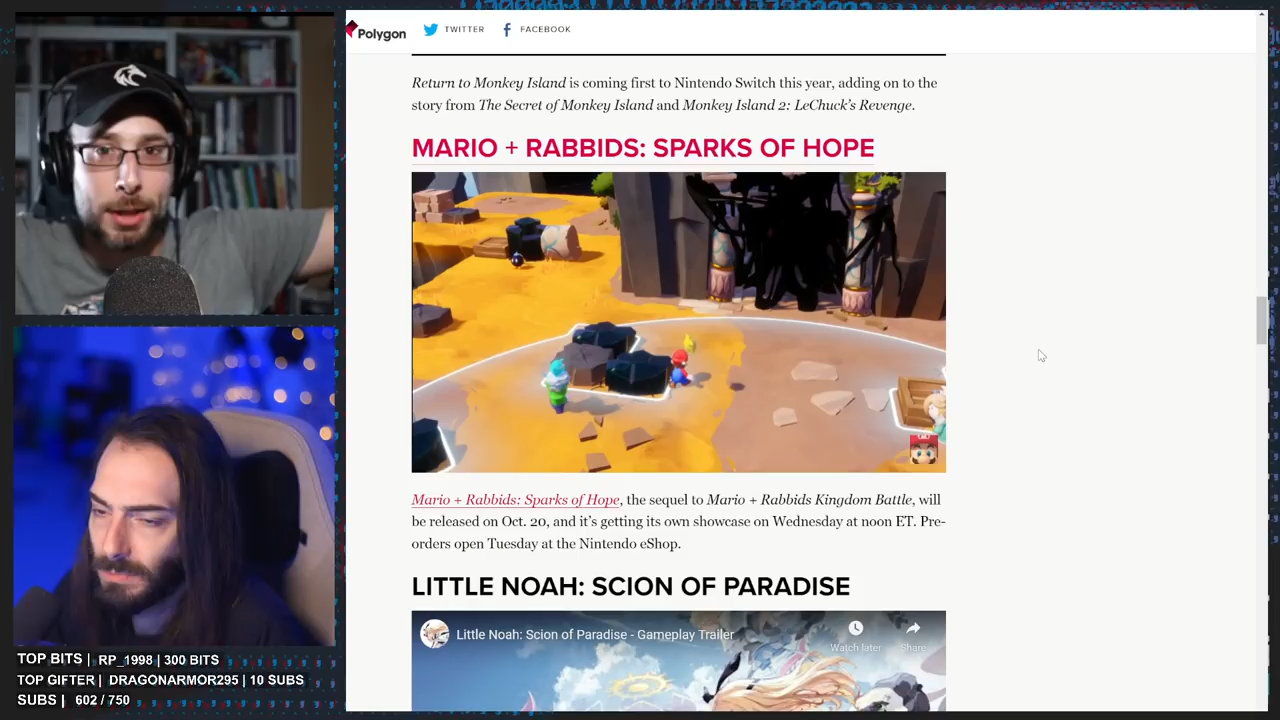 Polygon
TWITTER
FACEBOOK
Return to Monkey Island is coming first to Nintendo Switch this year, adding on to the
story from The Secret of Monkey Island and Monkey Island 2: LeChuck’s Revenge.
MARIO + RABBIDS: SPARKS OF HOPE
Mario + Rabbids: Sparks of Hope, the sequel to Mario + Rabbids Kingdom Battle, will
be released on Oct. 20, and it’s getting its own showcase on Wednesday at noon ET. Pre-
orders open Tuesday at the Nintendo eShop.
LITTLE NOAH: SCION OF PARADISE
Little Noah: Scion of Paradise - Gameplay Trailer
Watch later
Share
TOP BITS | RP_1998 | 300 BITS
TOP GIFTER | DRAGONARMOR295 | 10 SUBS
SUBS | 602 / 750